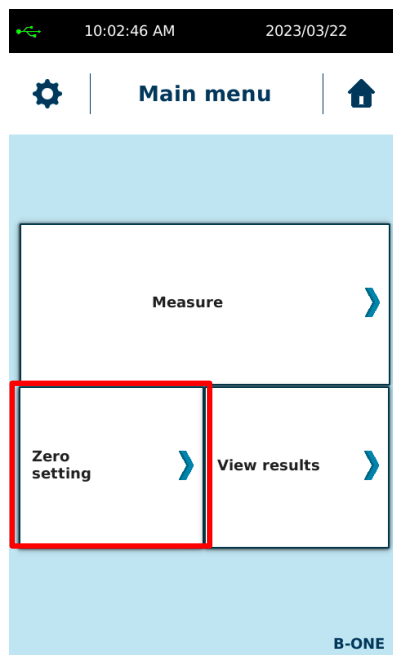 10:02:46 AM 2023/03/22
Main menu
Measure
Zero
setting
View results
B-ONE